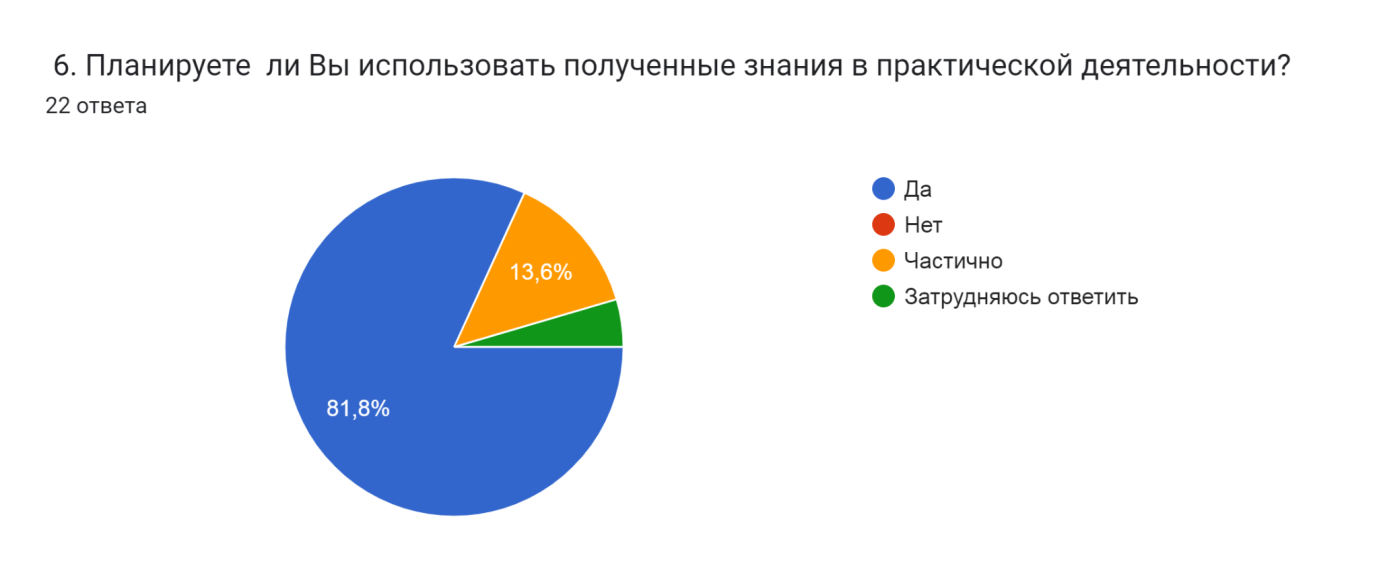 6. Планируете  ли Вы использовать полученные знания в практической деятельности?
22 ответа
Да
Нет
Частично
Затрудняюсь ответить
13,6%
81,8%